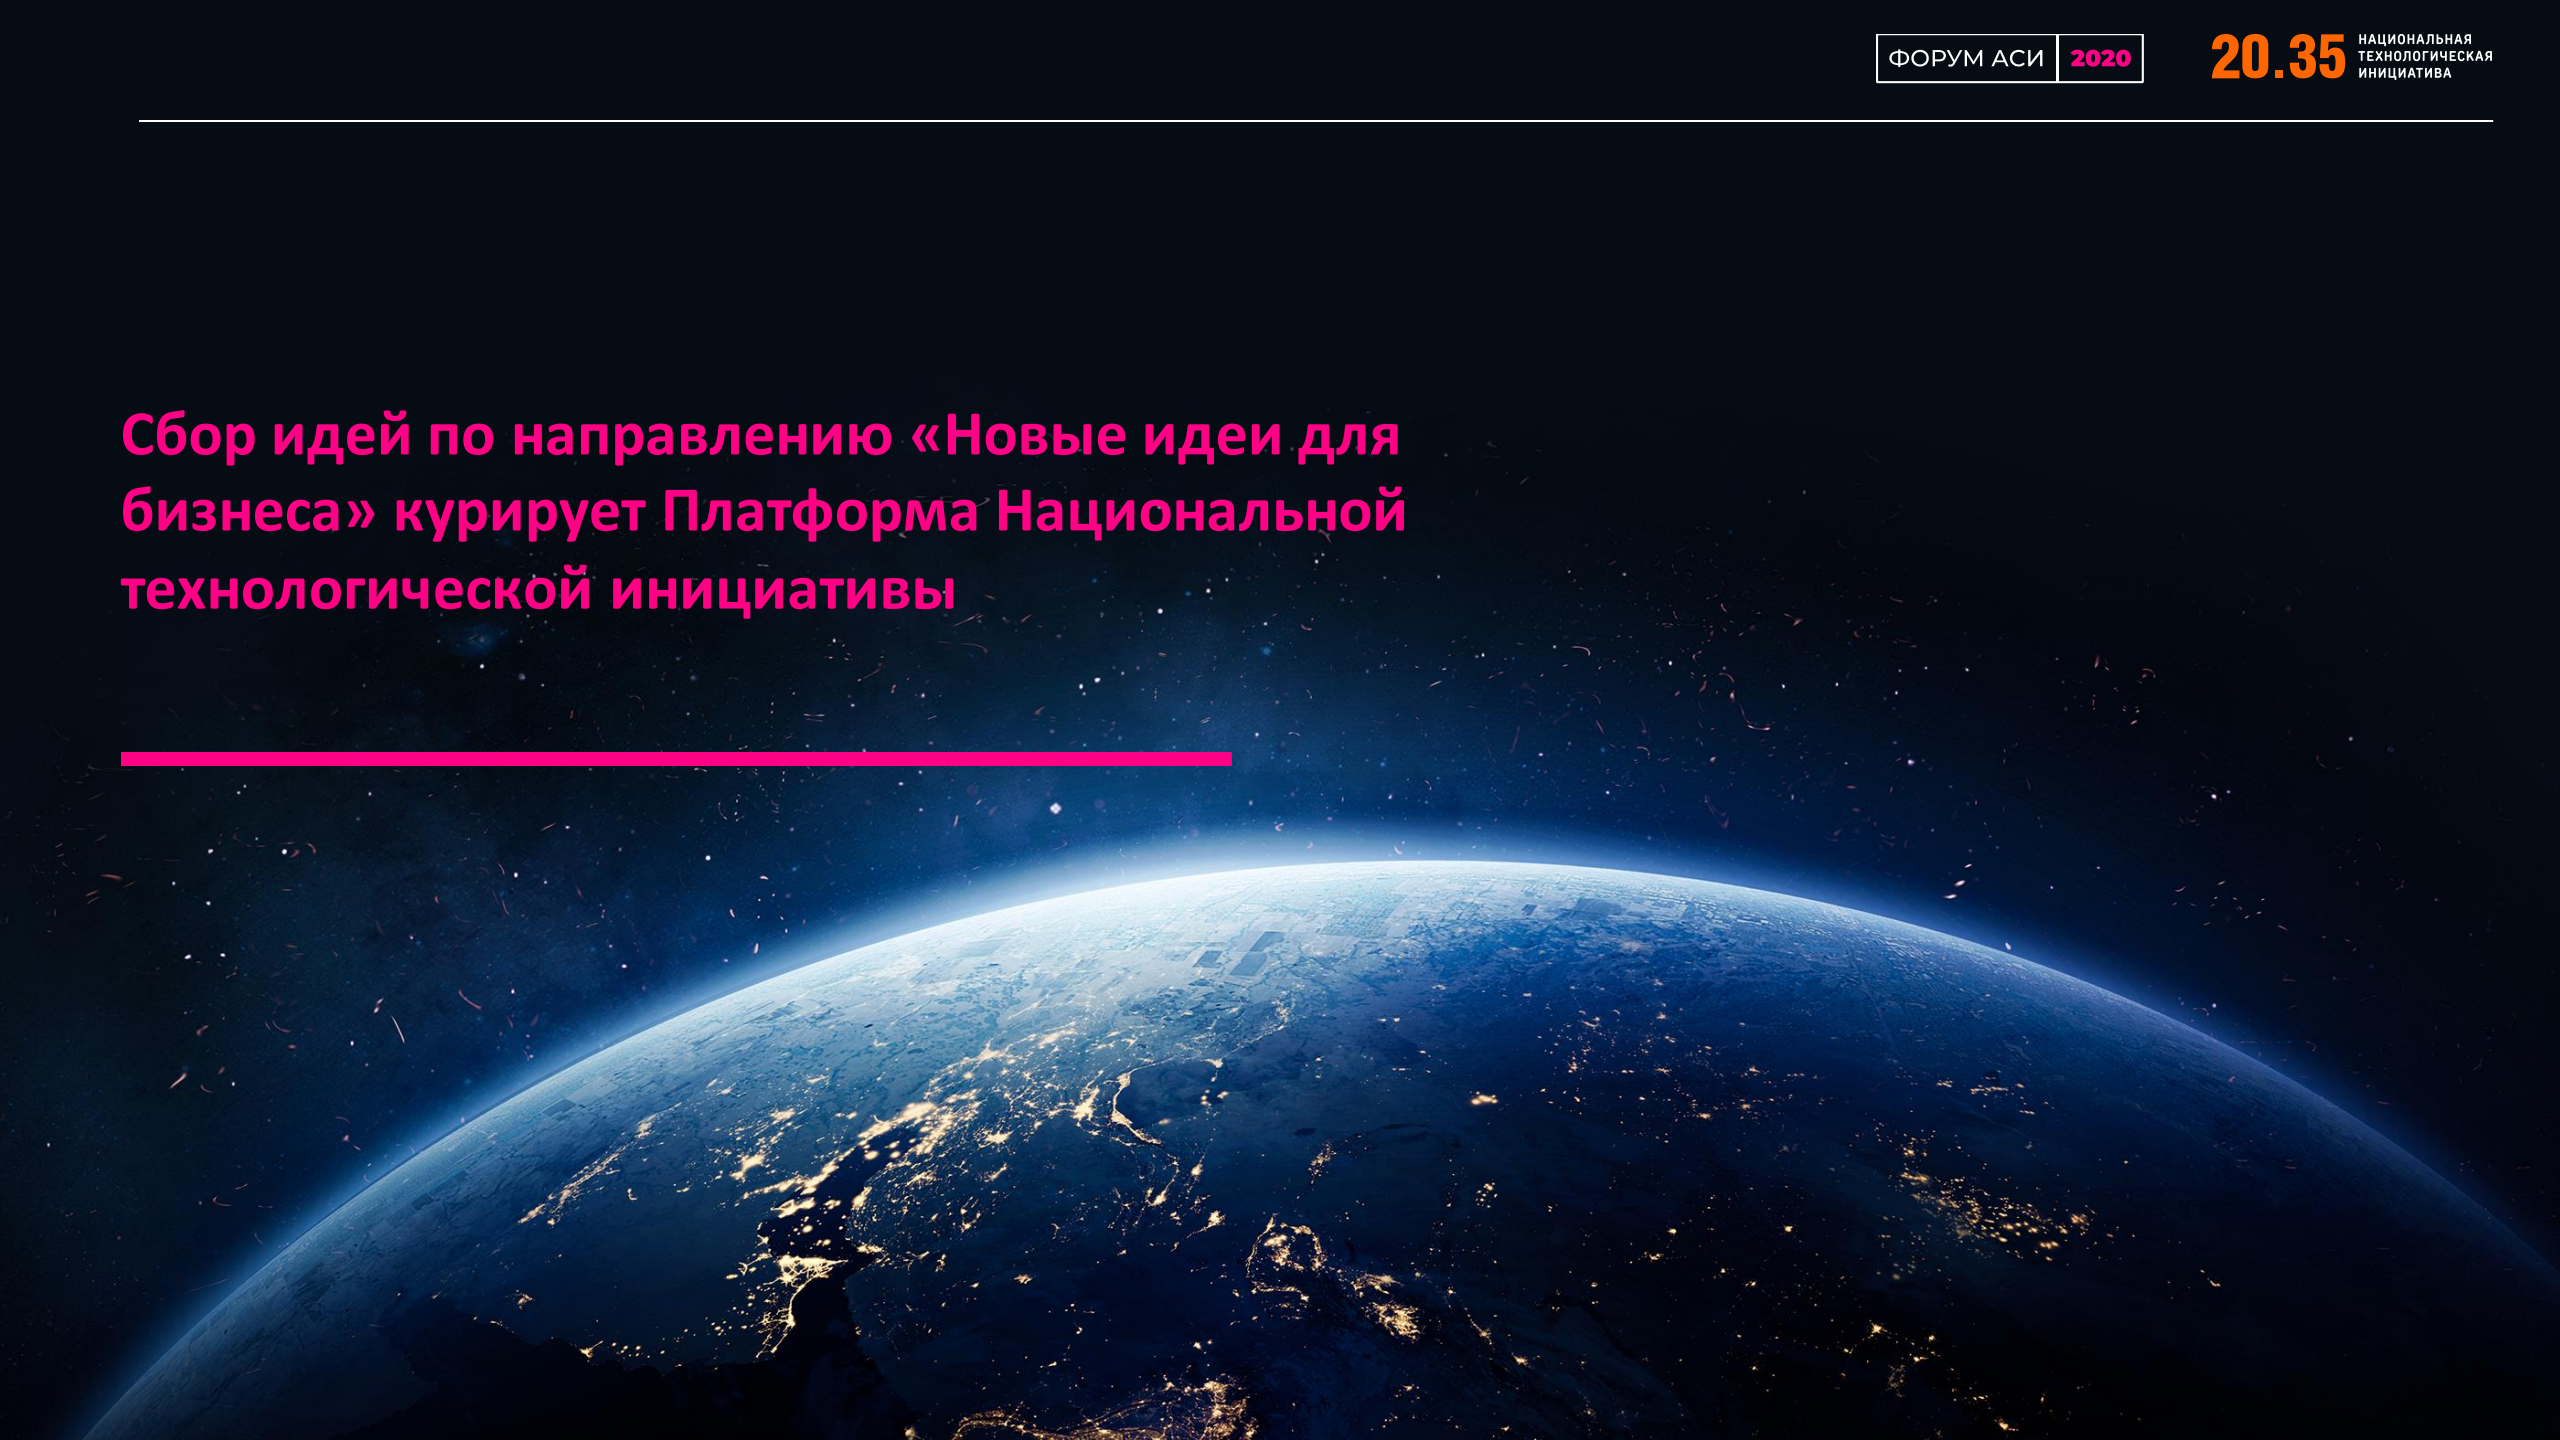 ФОРУМ АСИ 2020
20.35
НАЦИОНАЛЬНАЯ
ТЕХНОЛОГИЧЕСКАЯ
ИНИЦИАТИВА
Сбор идей по направлению «Новые идеи для
бизнеса» курирует Платформа Национальной
технологической инициативы